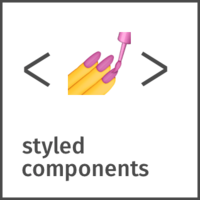 < 💅 >
styled
components